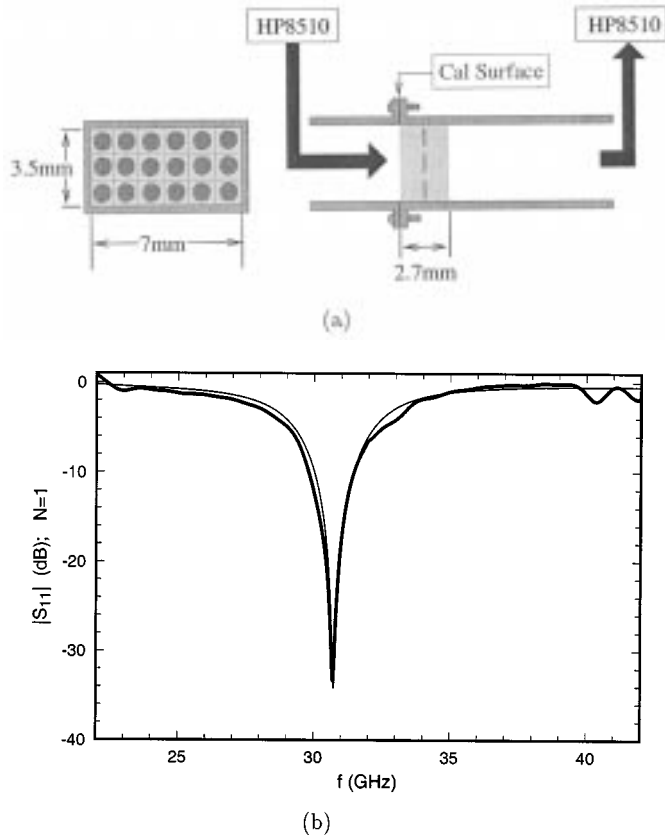 HP8510
HP8510
Cal Surface
3.5mm
7mm
2.7mm
(a)
0
-10
-20
-30
-40
|S11| (dB); N=1
25
30
35
40
f (GHz)
(b)